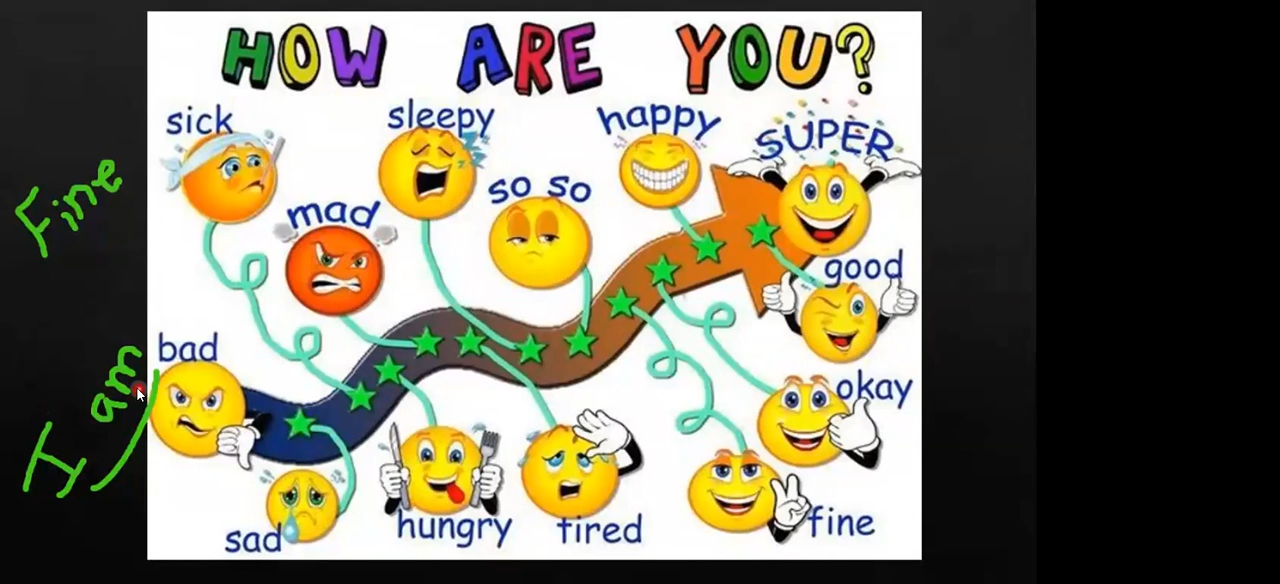 HOW ARE YOU?
sick
sleepy
happy
SUPER
mad
so so
good
bad
okay
sad
hungry
tired
fine
Fine
I am